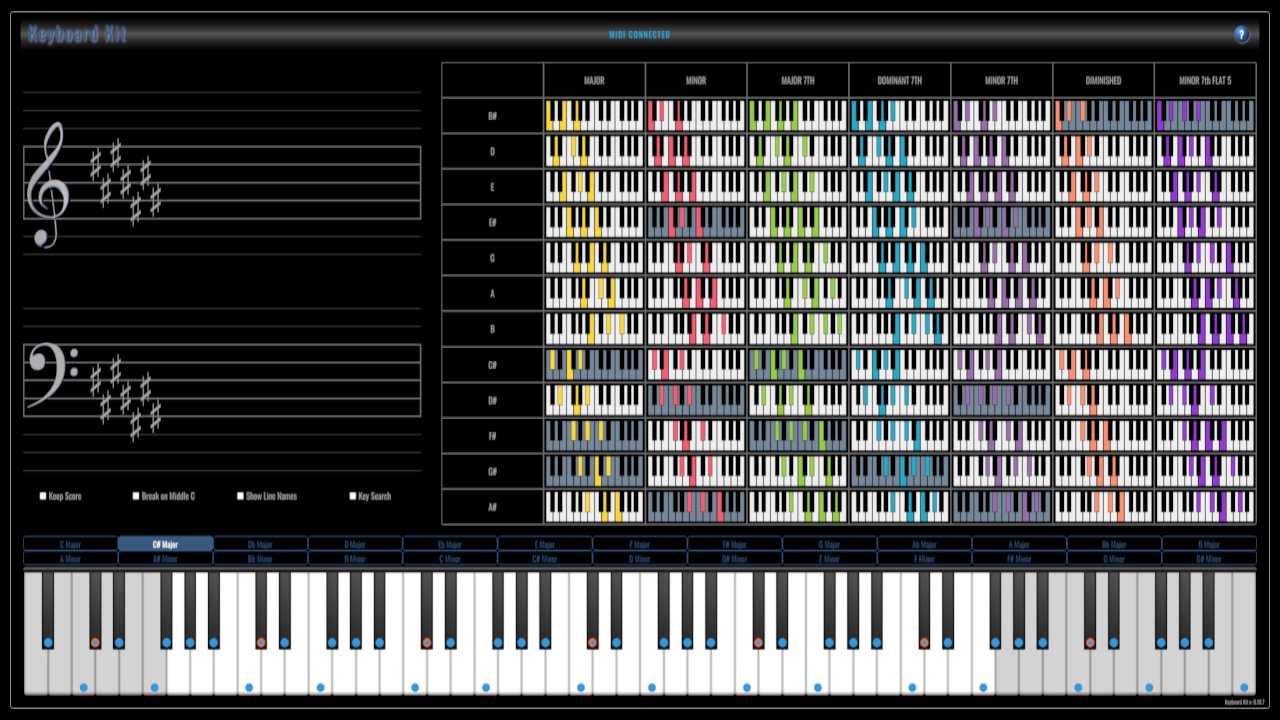 Keyboard Kit
MIDI CONNECTED
?
MAJOR MINOR MAJOR 7TH DOMINANT 7TH MINOR 7TH DIMINISHED MINOR 7th FLAT 5
B#
D
E
E#
G
A
B
C#
D#
F#
G#
A#
Keep Score Break on Middle C Show Line Names Key Search
C Major C# Major Db Major D Major Eb Major E Major F Major F# Major G Major Ab Major A Major Bb Major B Major
A Minor A# Minor Bb Minor B Minor C Minor C# Minor D Minor D# Minor E Minor F Minor F# Minor G Minor G# Minor
Keyboard Kit v- 0.10.7